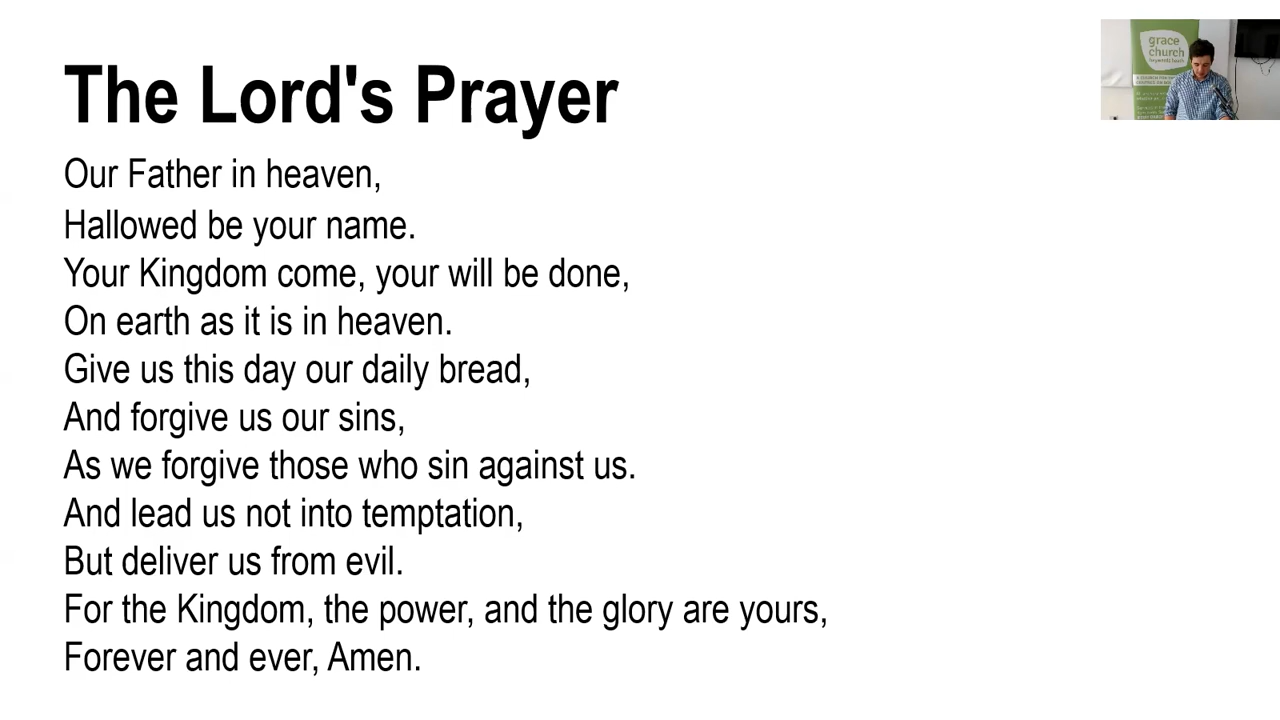 The Lord's Prayer
Our Father in heaven,
Hallowed be your name.
Your Kingdom come, your will be done,
On earth as it is in heaven.
Give us this day our daily bread,
And forgive us our sins,
As we forgive those who sin against us.
And lead us not into temptation,
But deliver us from evil.
For the Kingdom, the power, and the glory are yours,
Forever and ever, Amen.
grace
church